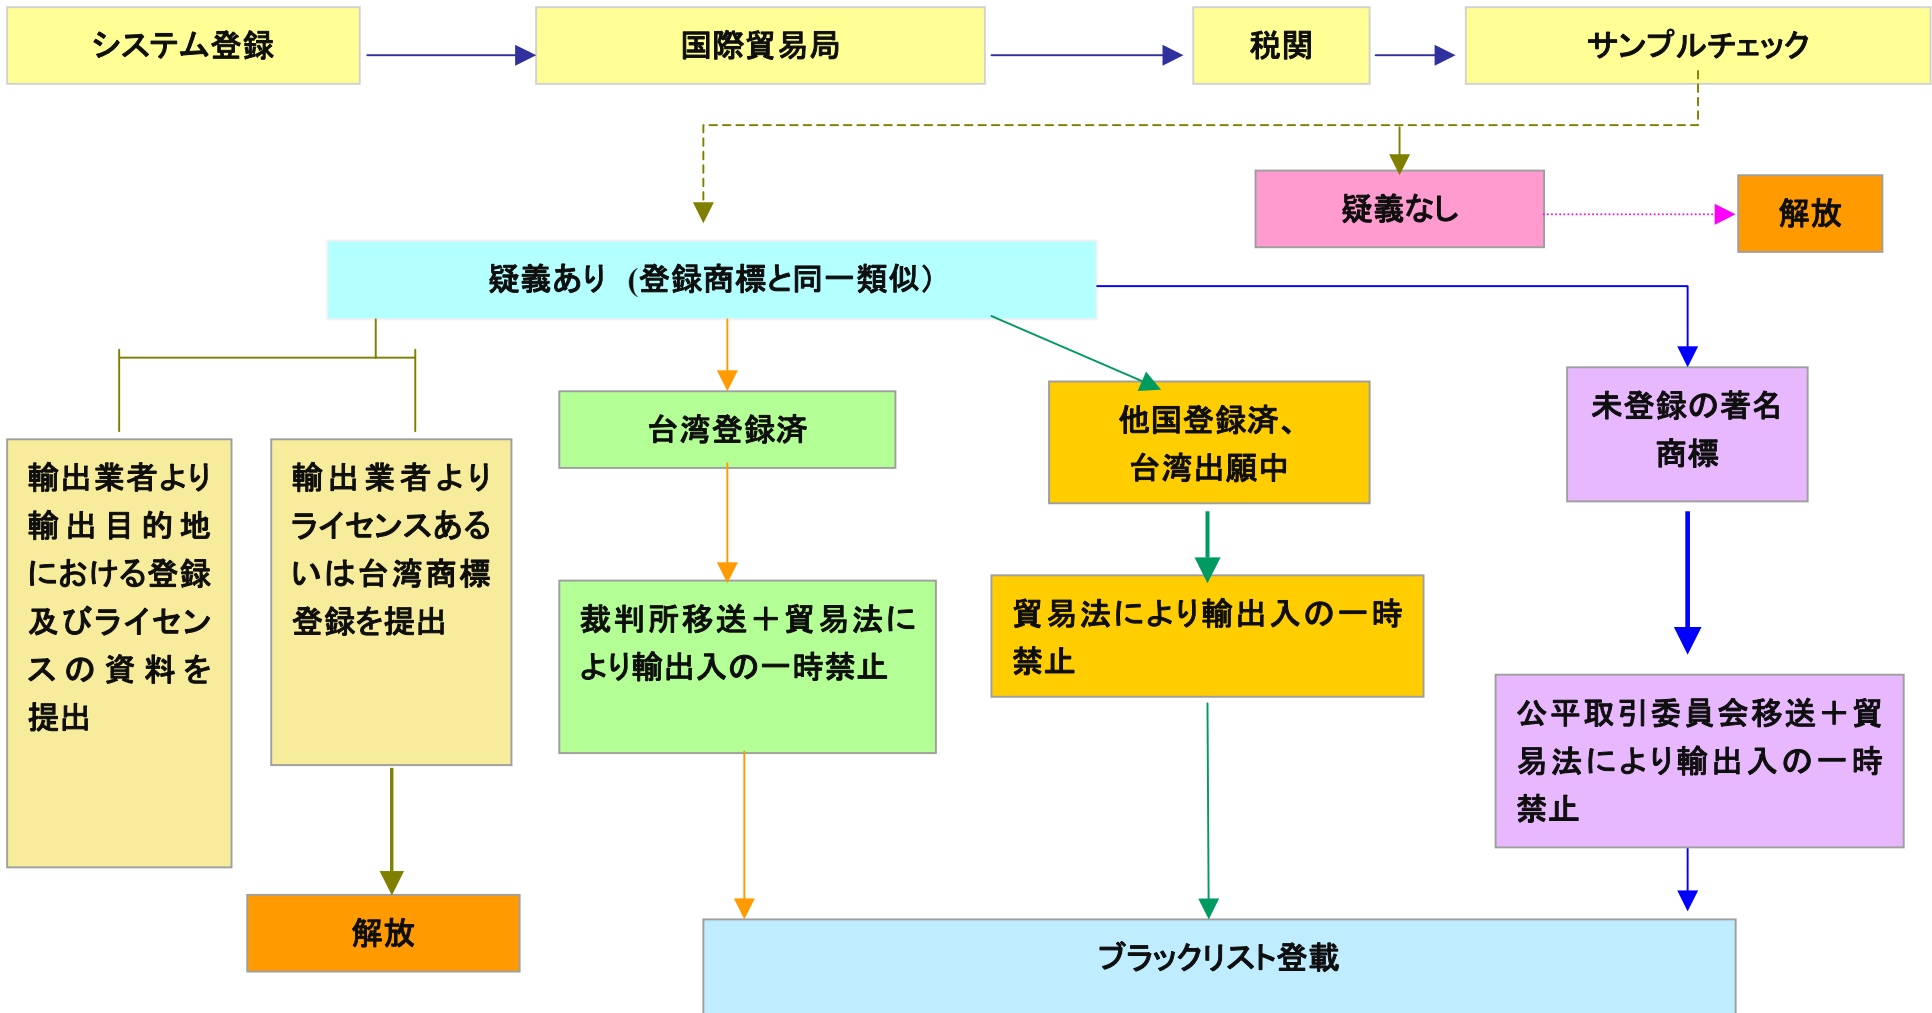 システム登録
国際貿易局
税関
サンプルチェック
疑義なし
解放
疑義あり (登録商標と同一類似）
輸出業者より
輸出目的地
における登録
及びライセン
スの資料を
提出
輸出業者より
ライセンスある
いは台湾商標
登録を提出
解放
台湾登録済
裁判所移送＋貿易法に
より輸出入の一時禁止
他国登録済、
台湾出願中
貿易法により輸出入の一時
禁止
未登録の著名
商標
公平取引委員会移送＋貿
易法により輸出入の一時
禁止
ブラックリスト登載